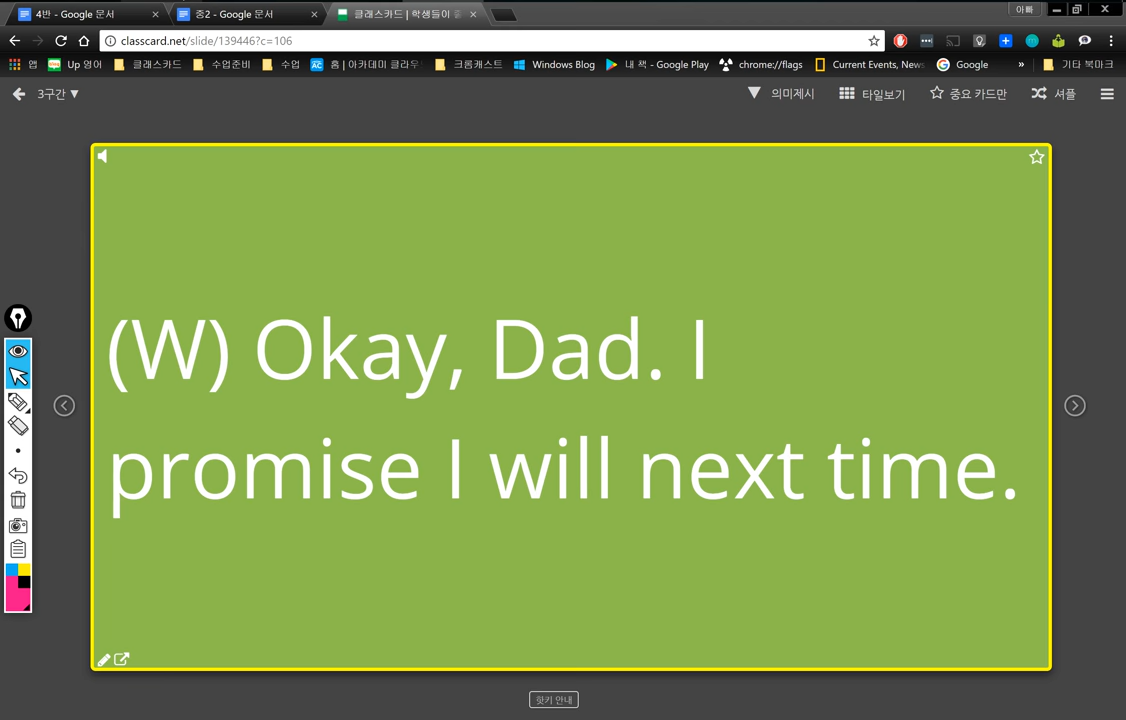 4반 - Google 문서
중2 - Google 문서
클래스카드 | 학생들이
아빠
classcard.net/slide/139446?c=106
앱 Up 영어 클래스카드 수업준비 수업 홈 | 아카데미 클라우 크롬캐스트 Windows Blog 내 책 - Google Play chrome://flags Current Events, News Google » 기타 북마크
3구간 ▼ ▼ 의미제시 타일보기 중요 카드만 셔플
(W) Okay, Dad. I
promise I will next time.
핫키 안내